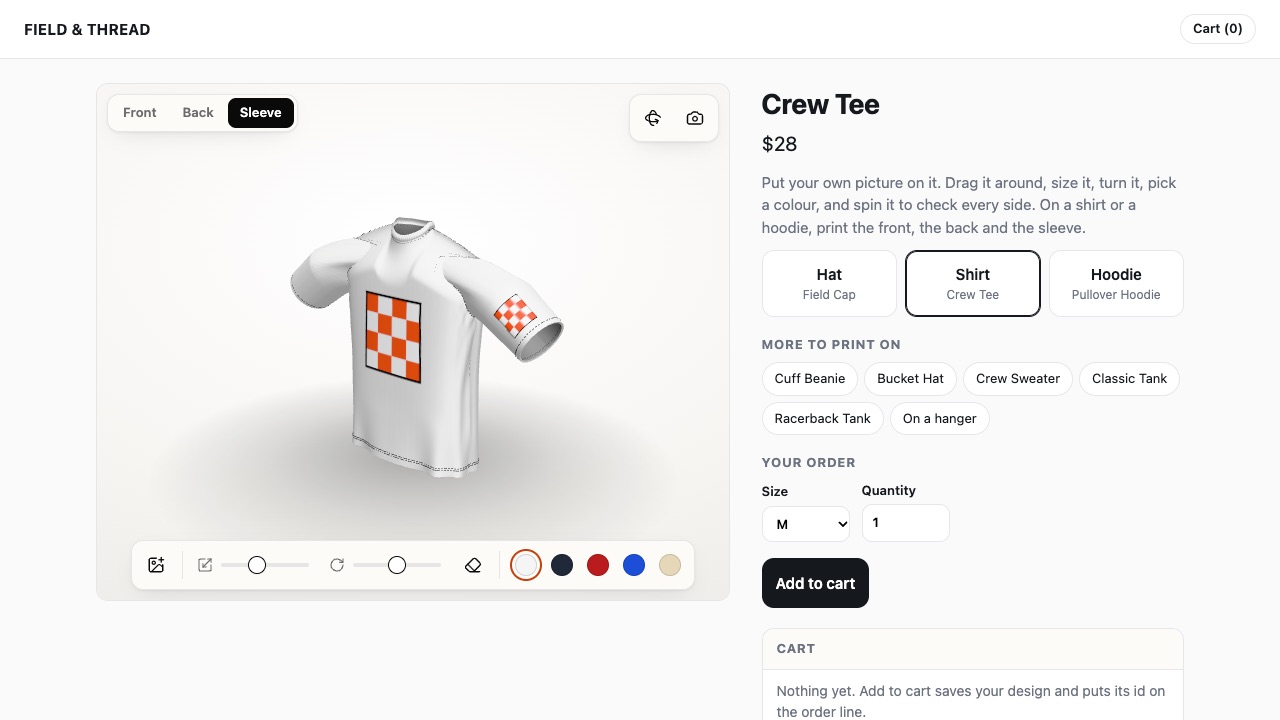 FIELD & THREAD
Cart (0)
Front
Back
Sleeve
Crew Tee
$28
Put your own picture on it. Drag it around, size it, turn it, pick
a colour, and spin it to check every side. On a shirt or a
hoodie, print the front, the back and the sleeve.
Hat
Field Cap
Shirt
Crew Tee
Hoodie
Pullover Hoodie
MORE TO PRINT ON
Cuff Beanie
Bucket Hat
Crew Sweater
Classic Tank
Racerback Tank
On a hanger
YOUR ORDER
Size
Quantity
M
1
Add to cart
CART
Nothing yet. Add to cart saves your design and puts its id on
the order line.